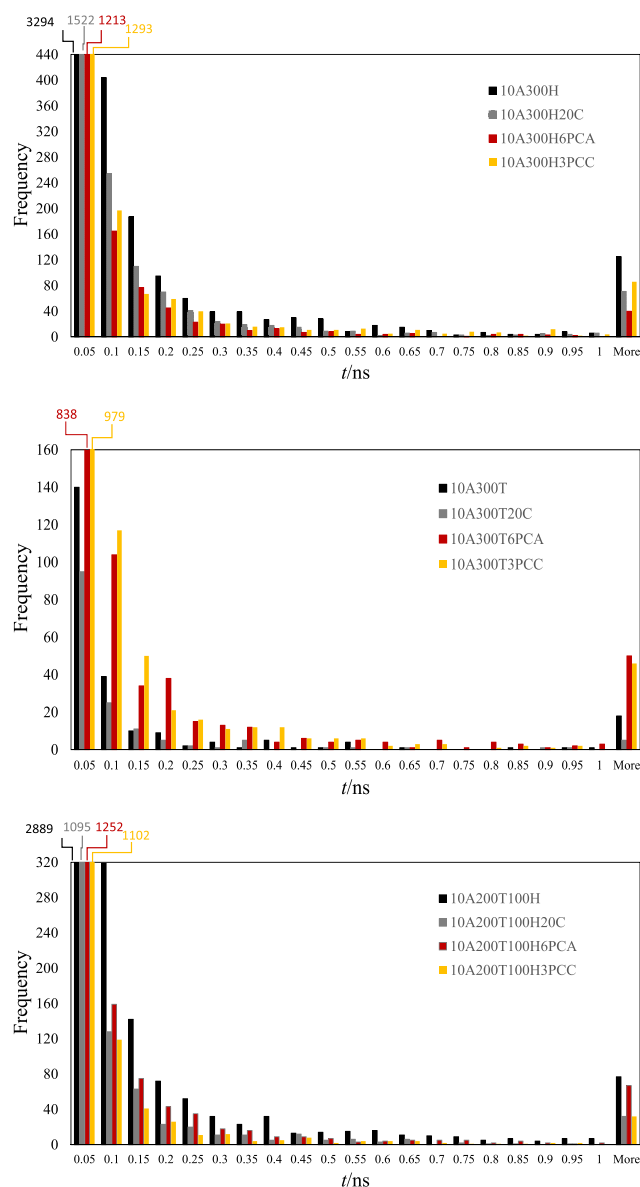 3294 1522 1213
1293
440
400
360
320
280
240
200
160
120
80
40
0
Frequency
10A300H
10A300H20C
10A300H6PCA
10A300H3PCC
0.05 0.1 0.15 0.2 0.25 0.3 0.35 0.4 0.45 0.5 0.55 0.6 0.65 0.7 0.75 0.8 0.85 0.9 0.95 1 More
t/ns
838 979
160
140
120
100
80
60
40
20
0
Frequency
10A300T
10A300T20C
10A300T6PCA
10A300T3PCC
0.05 0.1 0.15 0.2 0.25 0.3 0.35 0.4 0.45 0.5 0.55 0.6 0.65 0.7 0.75 0.8 0.85 0.9 0.95 1 More
t/ns
2889 1095 1252
1102
320
280
240
200
160
120
80
40
0
Frequency
10A200T100H
10A200T100H20C
10A200T100H6PCA
10A200T100H3PCC
0.05 0.1 0.15 0.2 0.25 0.3 0.35 0.4 0.45 0.5 0.55 0.6 0.65 0.7 0.75 0.8 0.85 0.9 0.95 1 More
t/ns